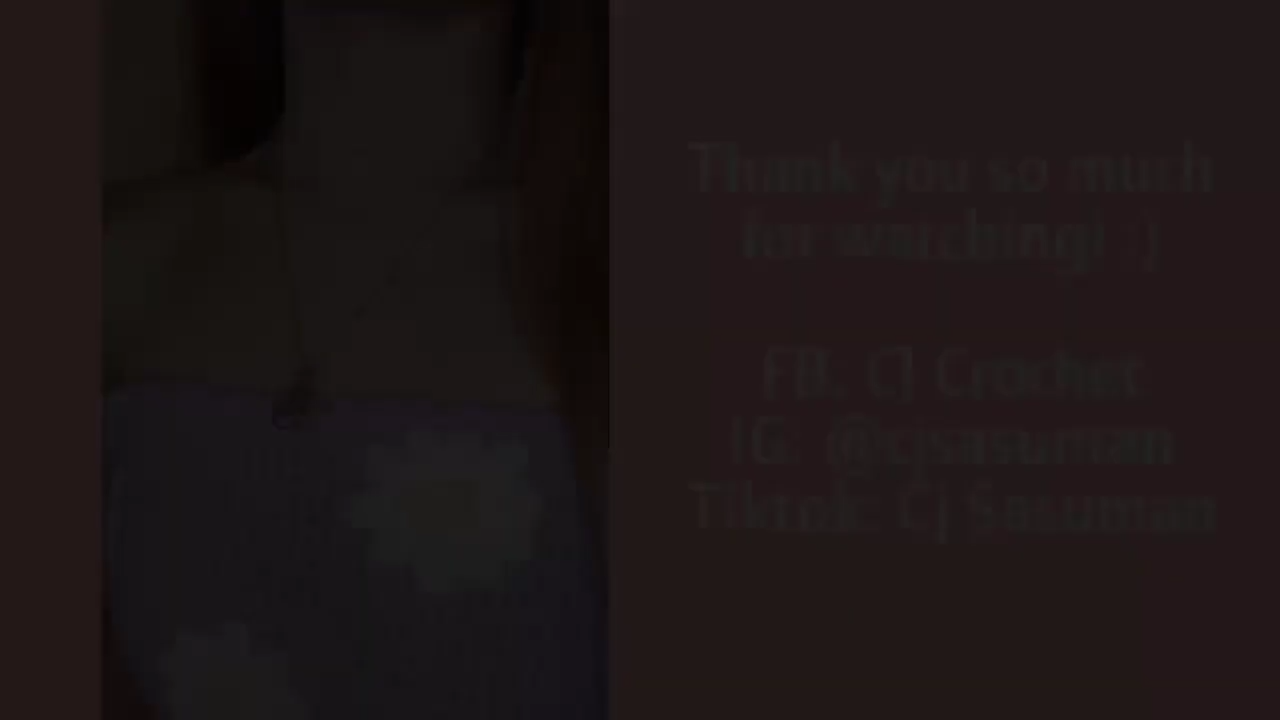 Thank you so much
for watching! :)
FB: CJ Crochet
IG: @cjsasuman
Tiktok: CJ Sasuman